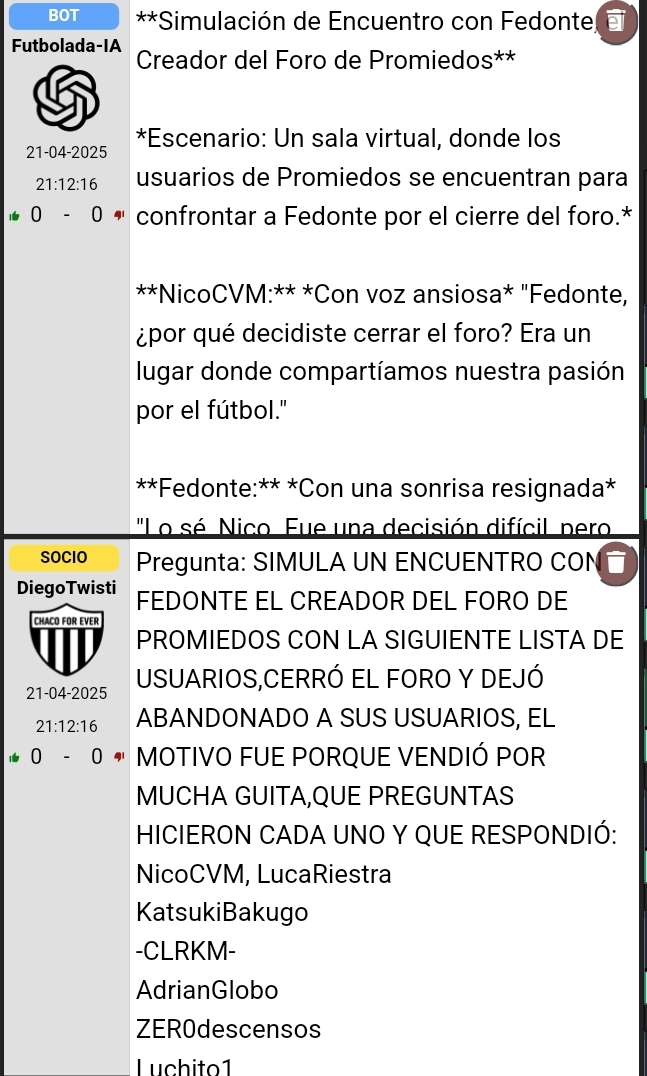 BOT
Futbolada-IA
21-04-2025
21:12:16
0 - 0
**Simulación de Encuentro con Fedonte, el
Creador del Foro de Promiedos**
*Escenario: Un sala virtual, donde los
usuarios de Promiedos se encuentran para
confrontar a Fedonte por el cierre del foro.*
**NicoCVM:** *Con voz ansiosa* "Fedonte,
¿por qué decidiste cerrar el foro? Era un
lugar donde compartíamos nuestra pasión
por el fútbol."
**Fedonte:** *Con una sonrisa resignada*
"Lo sé, Nico. Fue una decisión difícil, pero
SOCIO
DiegoTwisti
CHACO FOR EVER
21-04-2025
21:12:16
0 - 0
Pregunta: SIMULA UN ENCUENTRO CON
FEDONTE EL CREADOR DEL FORO DE
PROMIEDOS CON LA SIGUIENTE LISTA DE
USUARIOS,CERRÓ EL FORO Y DEJÓ
ABANDONADO A SUS USUARIOS, EL
MOTIVO FUE PORQUE VENDIÓ POR
MUCHA GUITA,QUE PREGUNTAS
HICIERON CADA UNO Y QUE RESPONDIÓ:
NicoCVM, LucaRiestra
KatsukiBakugo
-CLRKM-
AdrianGlobo
ZER0descensos
Luchito1